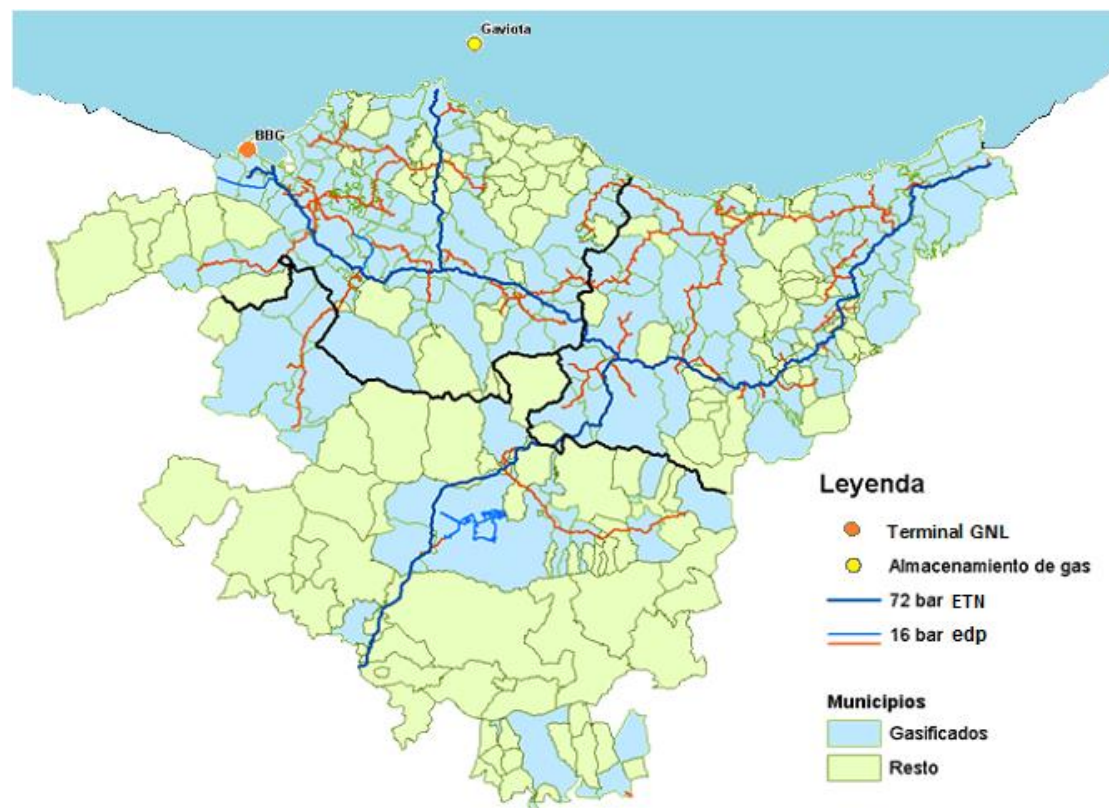 Gaviota
BBG
Leyenda
Terminal GNL
Almacenamiento de gas
72 bar ETN
16 bar edp
Municipios
Gasificados
Resto